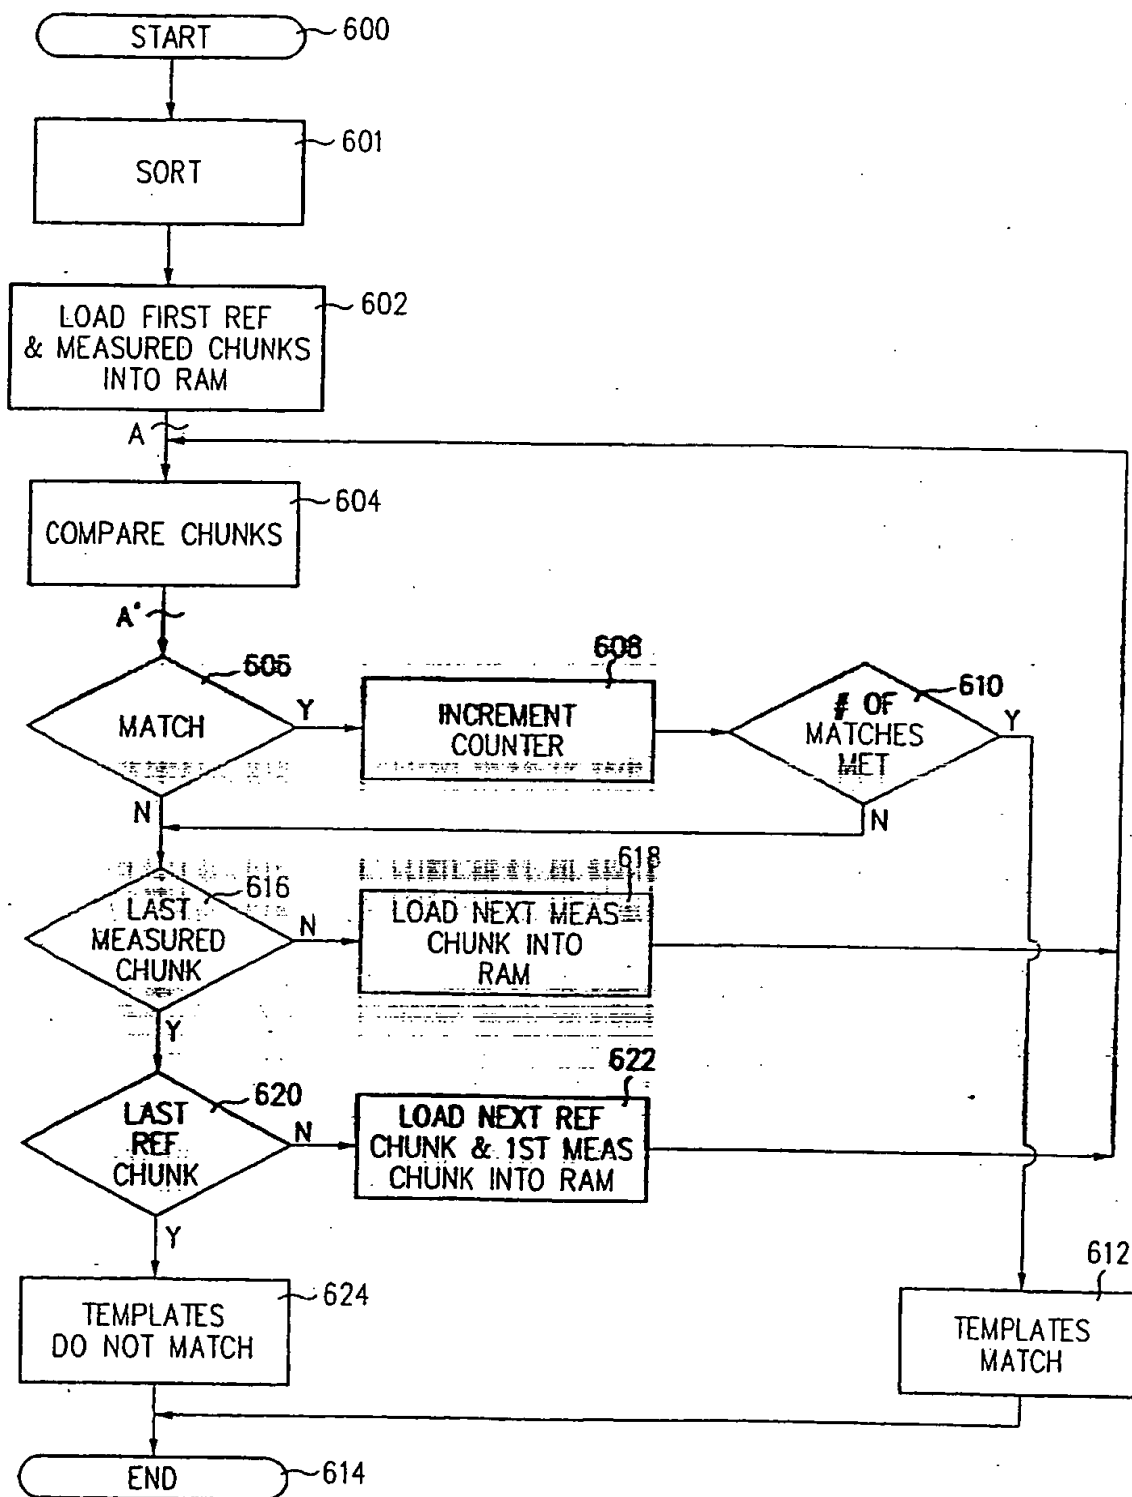 START
600
SORT
601
LOAD FIRST REF
& MEASURED CHUNKS
INTO RAM
602
A
COMPARE CHUNKS
604
A'
MATCH
606
Y
N
INCREMENT
COUNTER
608
# OF
MATCHES
MET
610
Y
N
LAST
MEASURED
CHUNK
616
N
Y
LOAD NEXT MEAS
CHUNK INTO
RAM
618
LAST
REF
CHUNK
620
N
Y
LOAD NEXT REF
CHUNK & 1ST MEAS
CHUNK INTO RAM
622
TEMPLATES
DO NOT MATCH
624
TEMPLATES
MATCH
612
END
614